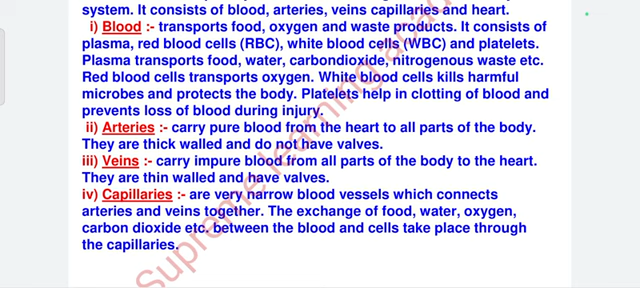 system. It consists of blood, arteries, veins capillaries and heart.
i) Blood :- transports food, oxygen and waste products. It consists of
plasma, red blood cells (RBC), white blood cells (WBC) and platelets.
Plasma transports food, water, carbondioxide, nitrogenous waste etc.
Red blood cells transports oxygen. White blood cells kills harmful
microbes and protects the body. Platelets help in clotting of blood and
prevents loss of blood during injury.
ii) Arteries :- carry pure blood from the heart to all parts of the body.
They are thick walled and do not have valves.
iii) Veins :- carry impure blood from all parts of the body to the heart.
They are thin walled and have valves.
iv) Capillaries :- are very narrow blood vessels which connects
arteries and veins together. The exchange of food, water, oxygen,
carbon dioxide etc. between the blood and cells take place through
the capillaries.
Supreme learning